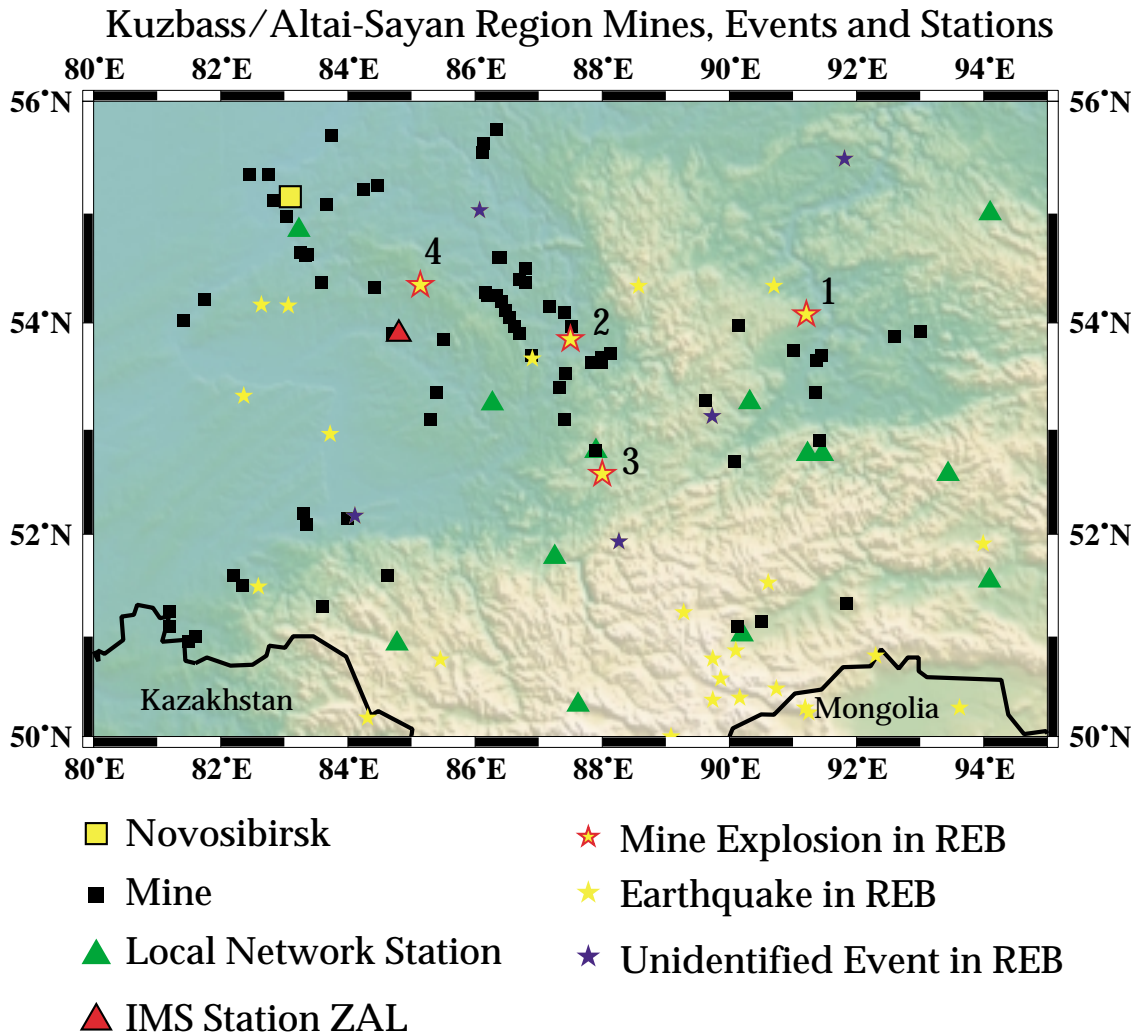 Kuzbass/Altai-Sayan Region Mines, Events and Stations
80˚E 82˚E 84˚E 86˚E 88˚E 90˚E 92˚E 94˚E
56˚N 56˚N
4
1
54˚N 2 54˚N
3
52˚N 52˚N
Kazakhstan Mongolia
50˚N 50˚N
80˚E 82˚E 84˚E 86˚E 88˚E 90˚E 92˚E 94˚E
Novosibirsk
Mine
Local Network Station
IMS Station ZAL
Mine Explosion in REB
Earthquake in REB
Unidentified Event in REB